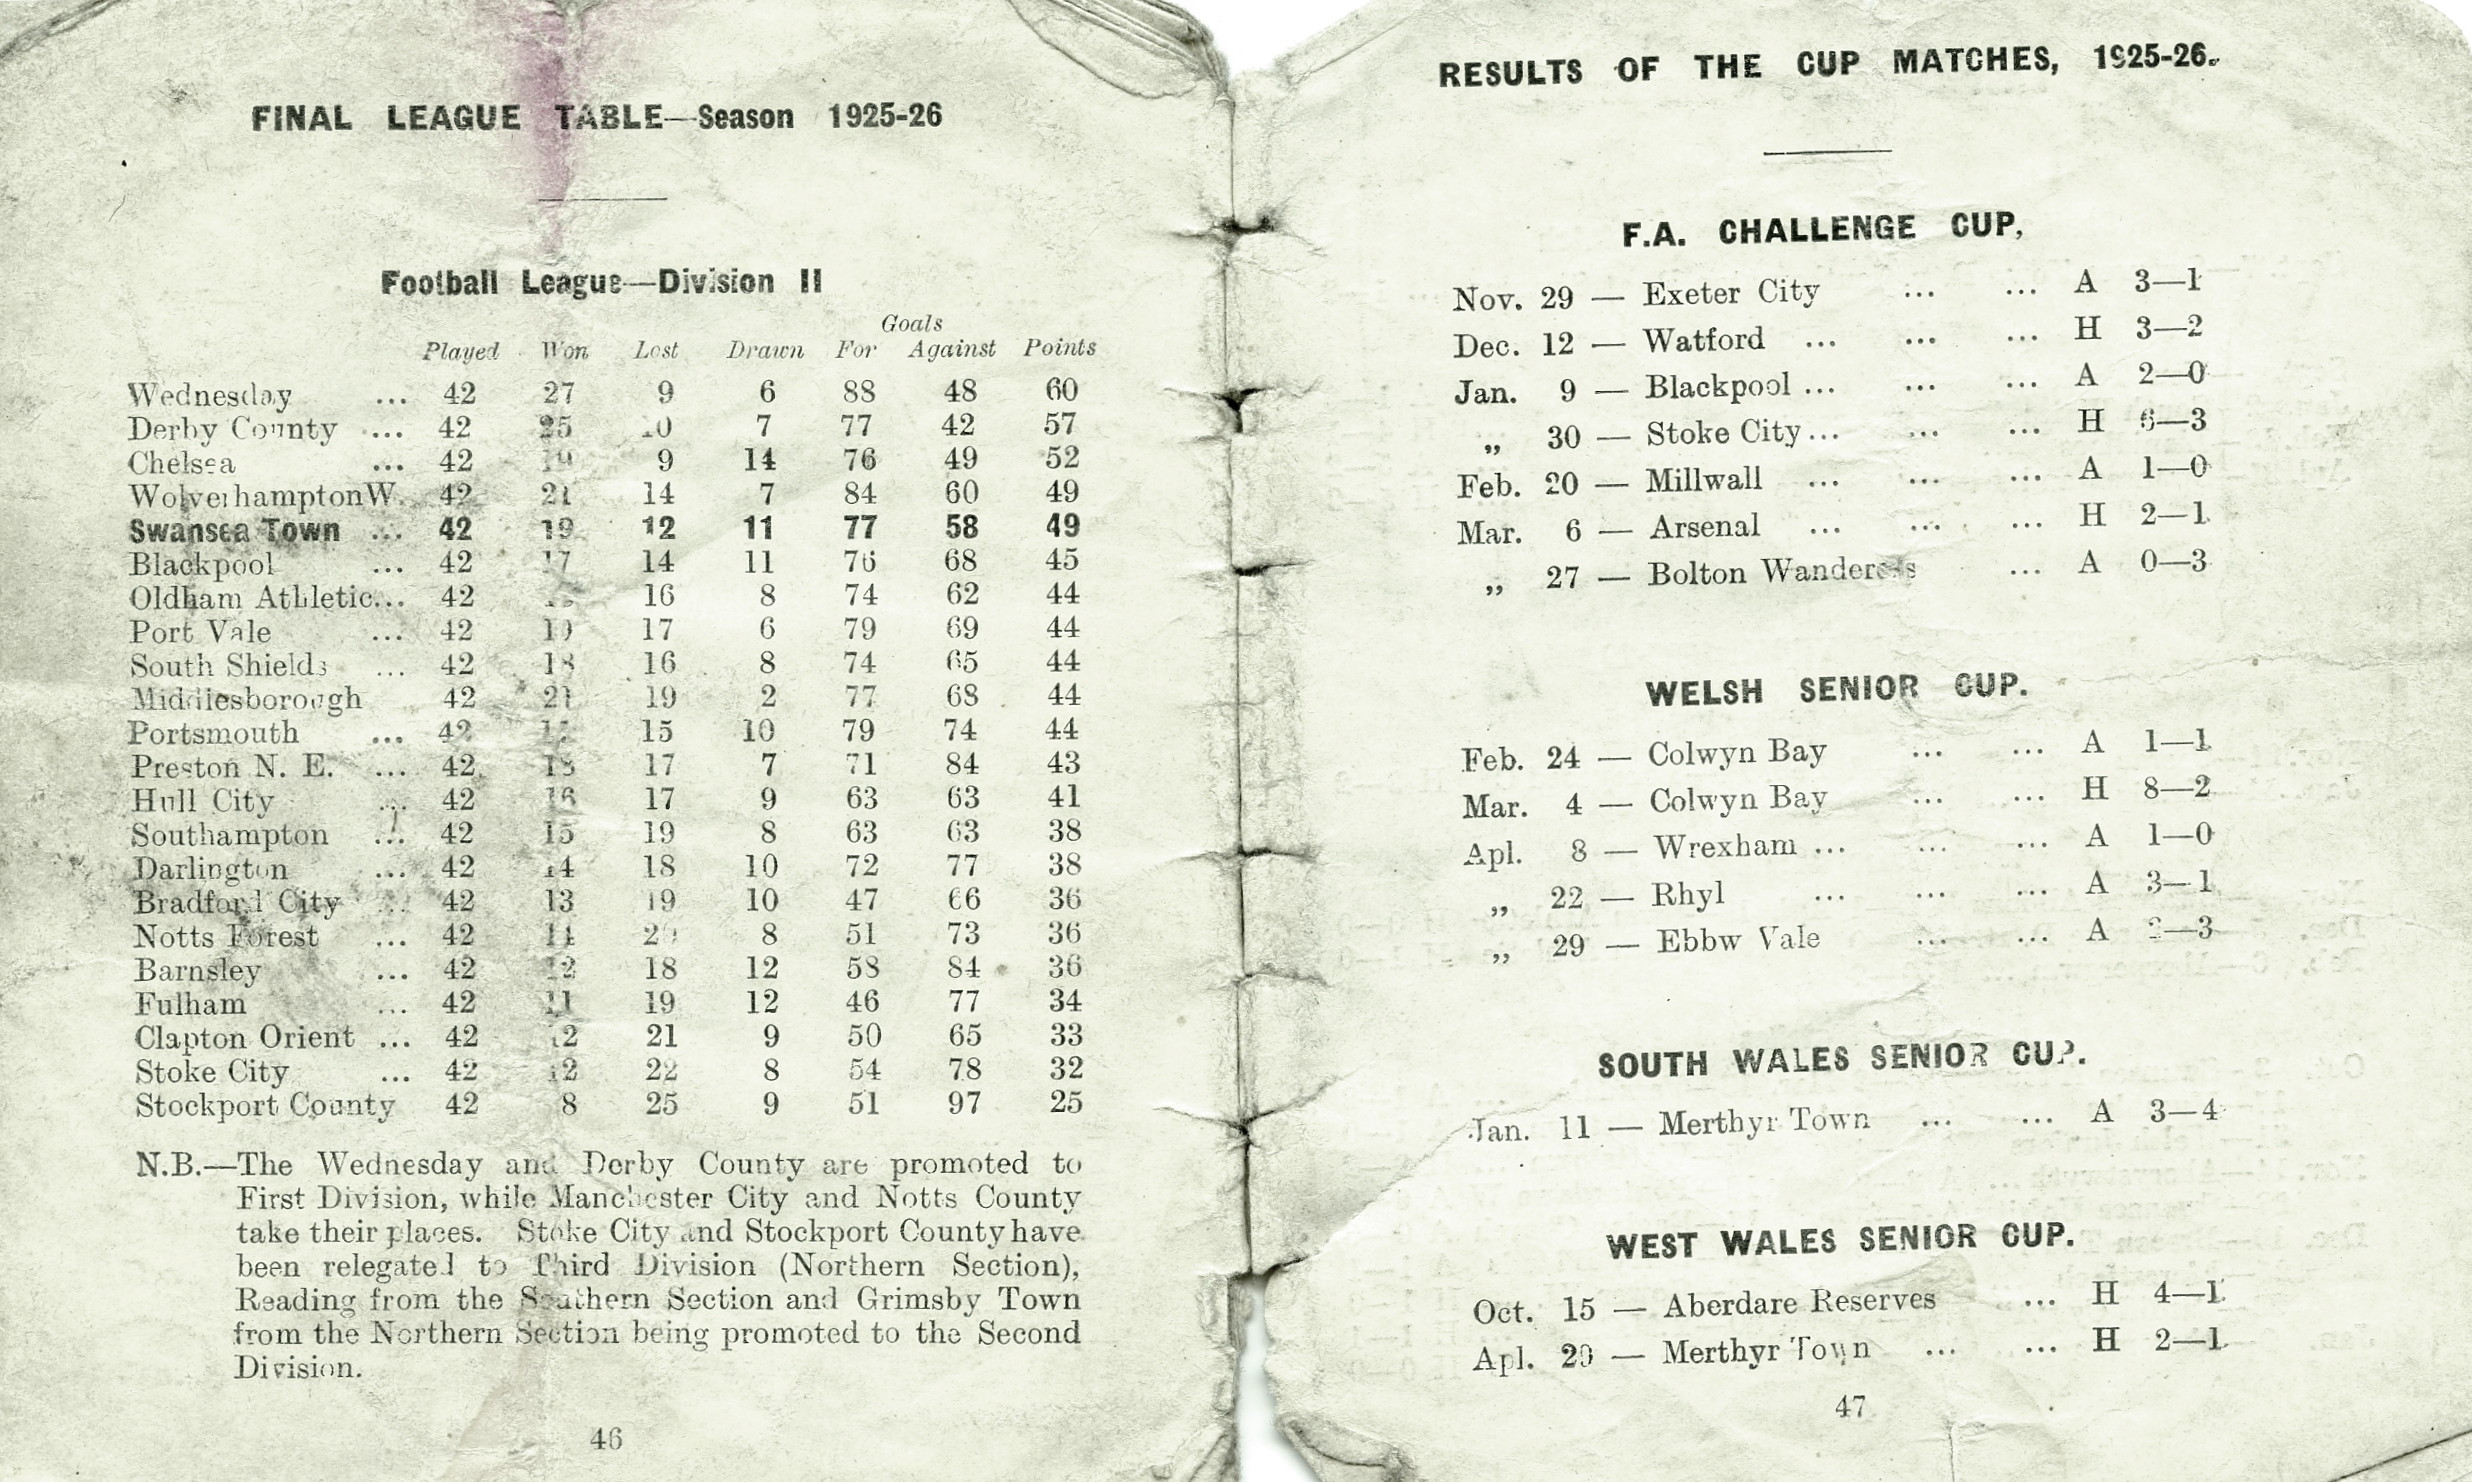 FINAL LEAGUE TABLE—Season 1925-26
Football League—Division II
Goals
Played Won Lost Drawn For Against Points
Wednesday ... 42 27 9 6 88 48 60
Derby County ... 42 25 10 7 77 42 57
Chelsea ... 42 19 9 14 76 49 52
Wolverhampton W. 42 21 14 7 84 60 49
Swansea Town ... 42 19 12 11 77 58 49
Blackpool ... 42 17 14 11 76 68 45
Oldham Athletic... 42 16 8 74 62 44
Port Vale ... 42 19 17 6 79 69 44
South Shields ... 42 18 16 8 74 65 44
Middlesborough 42 21 19 2 77 68 44
Portsmouth ... 42 15 10 79 74 44
Preston N. E. ... 42 18 17 7 71 84 43
Hull City ... 42 16 17 9 63 63 41
Southampton ... 42 15 19 8 63 63 38
Darlington ... 42 14 18 10 72 77 38
Bradford City ... 42 13 19 10 47 66 36
Notts Forest ... 42 14 20 8 51 73 36
Barnsley ... 42 12 18 12 58 84 36
Fulham ... 42 11 19 12 46 77 34
Clapton Orient ... 42 12 21 9 50 65 33
Stoke City ... 42 12 22 8 54 78 32
Stockport County 42 8 25 9 51 97 25
N.B.—The Wednesday and Derby County are promoted to
First Division, while Manchester City and Notts County
take their places. Stoke City and Stockport County have
been relegated to Third Division (Northern Section),
Reading from the Southern Section and Grimsby Town
from the Northern Section being promoted to the Second
Division.
46
RESULTS OF THE CUP MATCHES, 1925-26.
F.A. CHALLENGE CUP,
Nov. 29 — Exeter City ... ... A 3—1
Dec. 12 — Watford ... ... ... H 3—2
Jan. 9 — Blackpool ... ... ... A 2—0
„ 30 — Stoke City ... ... ... H 6—3
Feb. 20 — Millwall ... ... ... A 1—0
Mar. 6 — Arsenal ... ... ... H 2—1
„ 27 — Bolton Wanderers ... A 0—3
WELSH SENIOR CUP.
Feb. 24 — Colwyn Bay ... ... A 1—1
Mar. 4 — Colwyn Bay ... ... H 8—2
Apl. 8 — Wrexham ... ... ... A 1—0
„ 22 — Rhyl ... ... ... A 3—1
„ 29 — Ebbw Vale ... ... A —3
SOUTH WALES SENIOR CUP.
Jan. 11 — Merthyr Town ... ... A 3—4
WEST WALES SENIOR CUP.
Oct. 15 — Aberdare Reserves ... H 4—1
Apl. 20 — Merthyr Town ... ... H 2—1
47